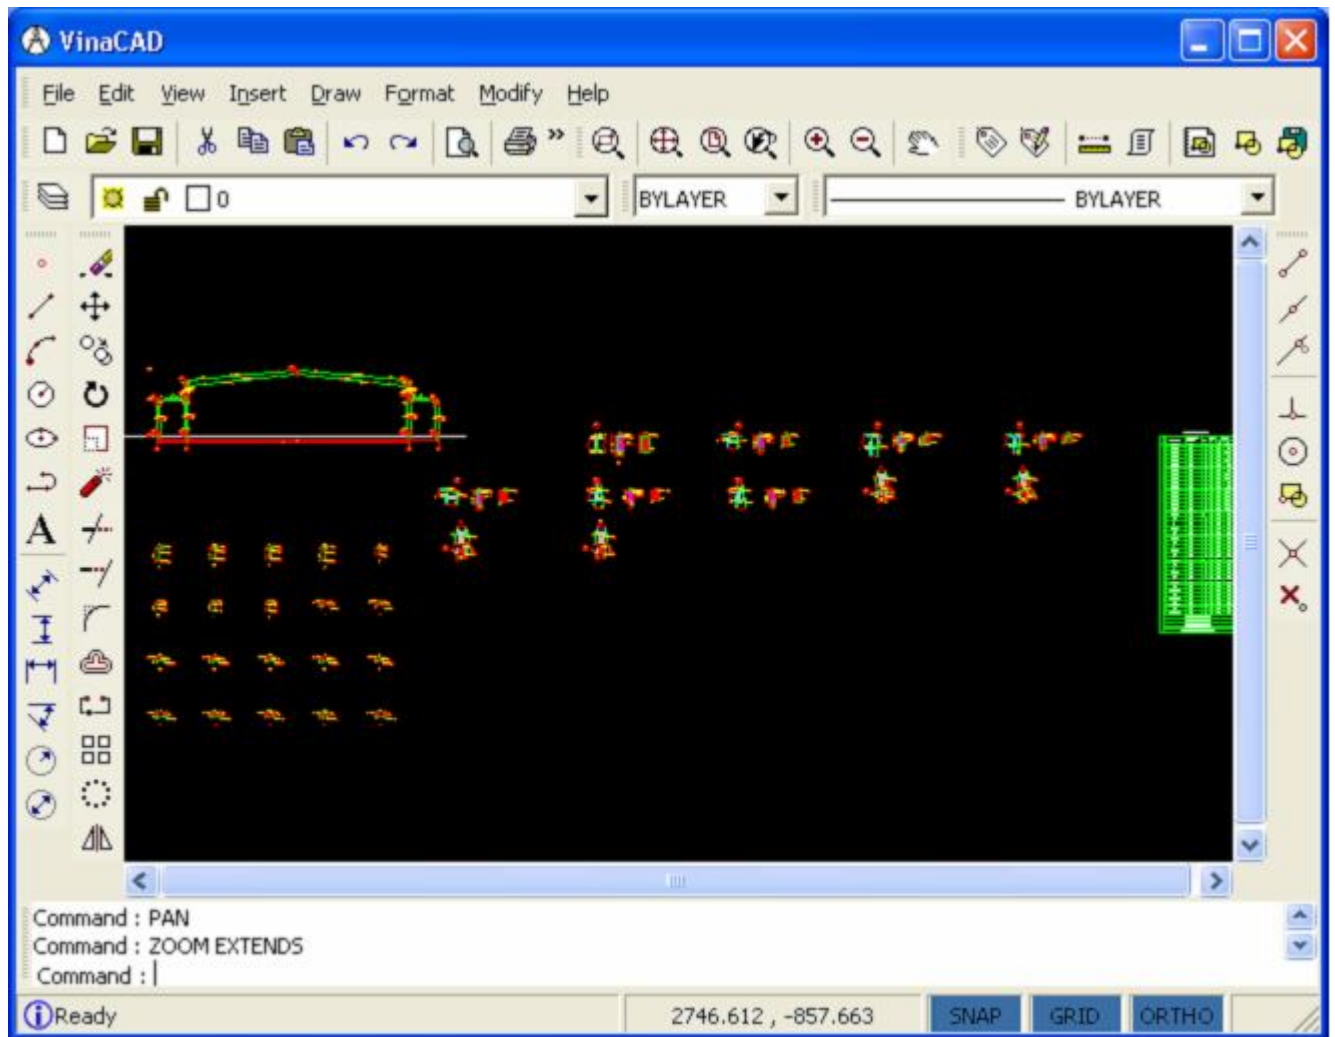 VinaCAD
File Edit View Insert Draw Format Modify Help
0 BYLAYER BYLAYER
A
Command : PAN
Command : ZOOM EXTENDS
Command :
Ready 2746.612 , -857.663 SNAP GRID ORTHO